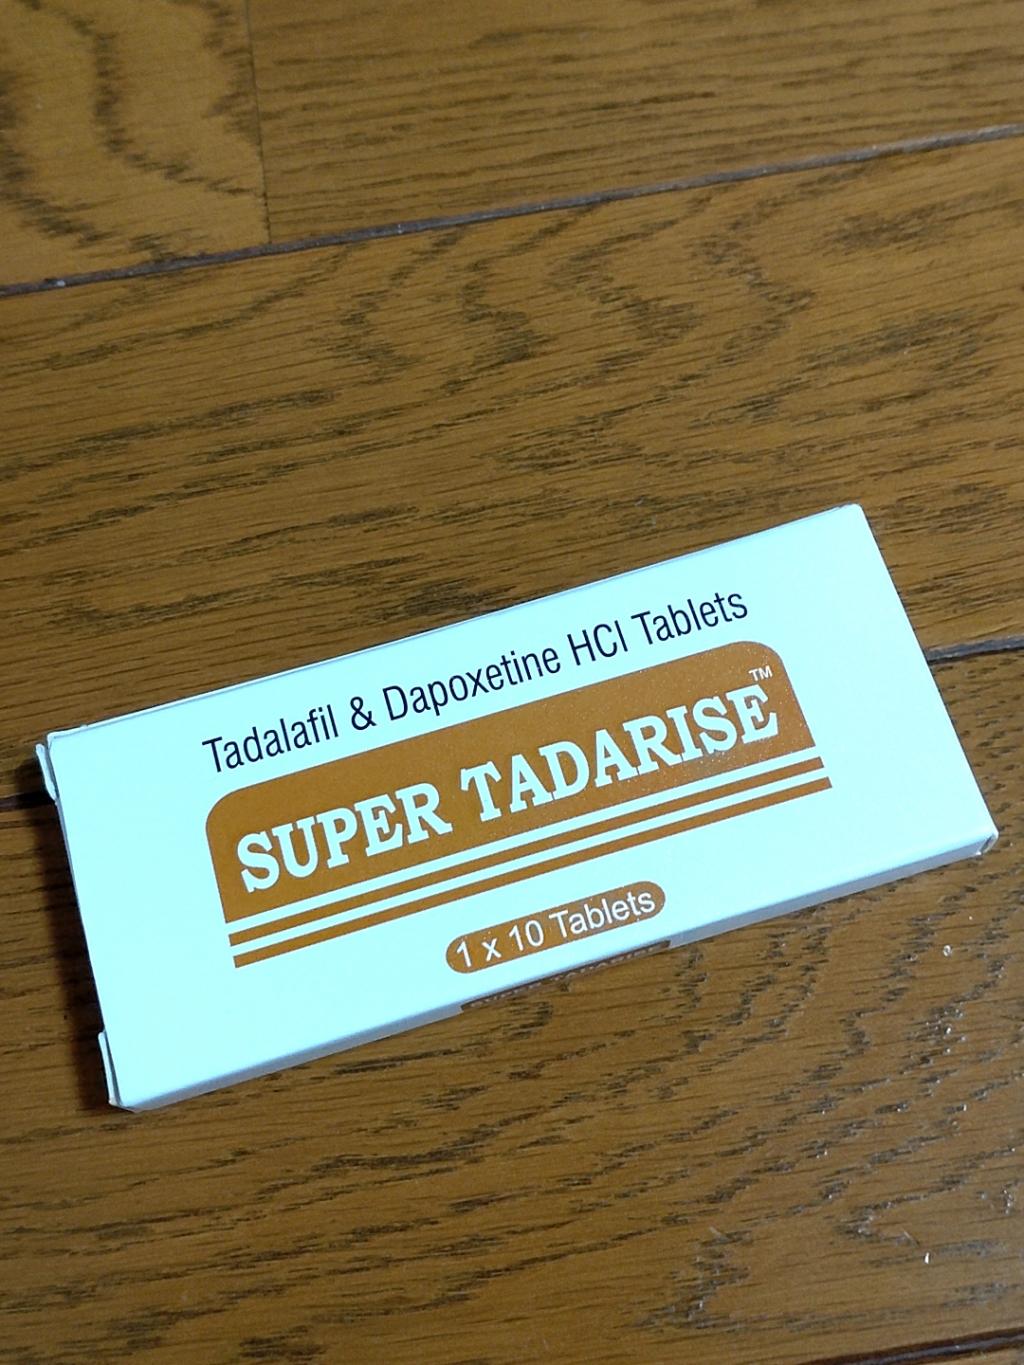 Tadalafil & Dapoxetine HCl Tablets
SUPER TADARISE™
1 x 10 Tablets